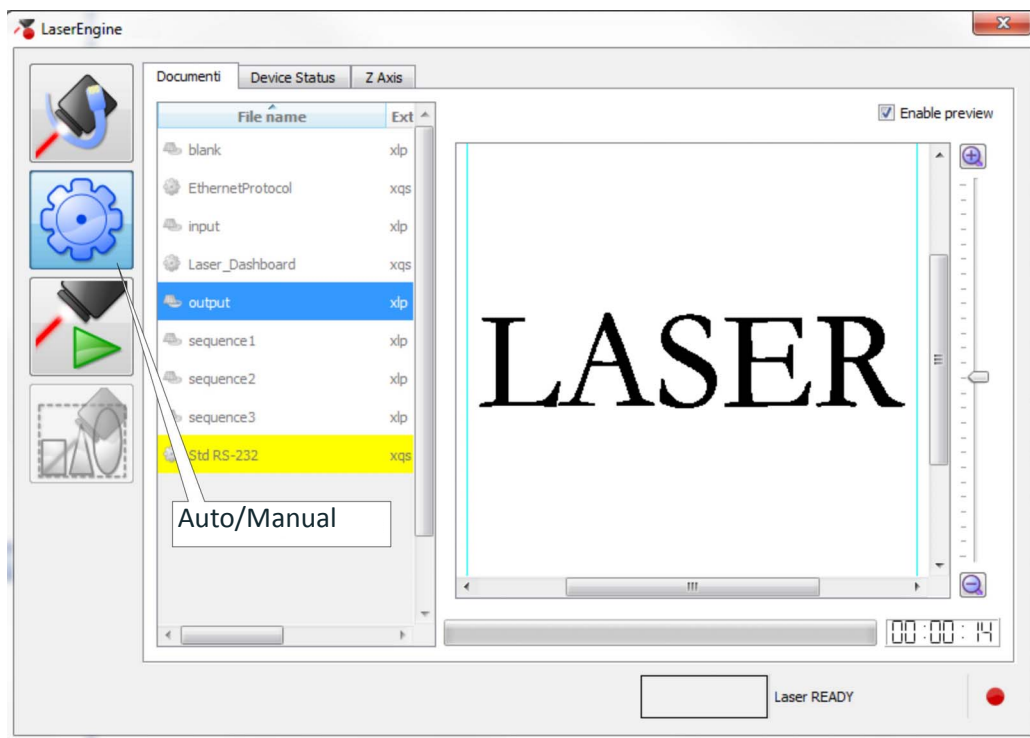 LaserEngine
Documenti Device Status Z Axis
File name Ext
Enable preview
blank xlp
EthernetProtocol xqs
input xlp
Laser_Dashboard xqs
output xlp
sequence1 xlp
sequence2 xlp
sequence3 xlp
Std RS-232 xqs
Auto/Manual
LASER
00:00:14
Laser READY